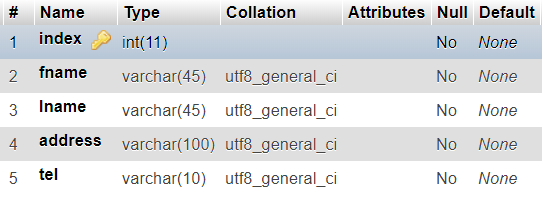 # Name Type Collation Attributes Null Default
1 index int(11) No None
2 fname varchar(45) utf8_general_ci No None
3 lname varchar(45) utf8_general_ci No None
4 address varchar(100) utf8_general_ci No None
5 tel varchar(10) utf8_general_ci No None